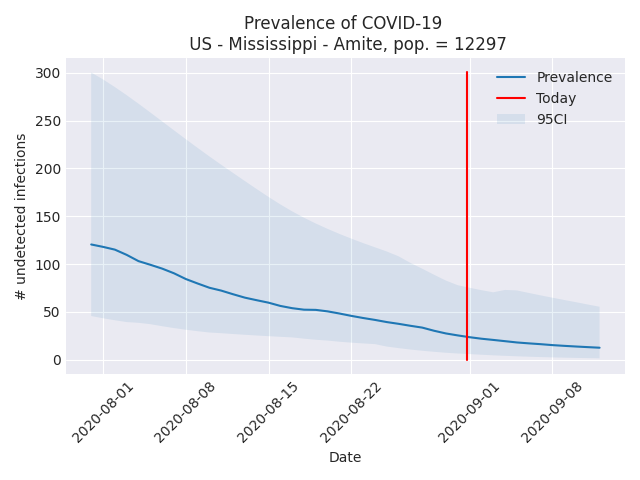 Prevalence of COVID-19
US - Mississippi - Amite, pop. = 12297
300
250
200
150
100
50
0
# undetected infections
Prevalence
Today
95CI
2020-08-01
2020-08-08
2020-08-15
2020-08-22
2020-09-01
2020-09-08
Date